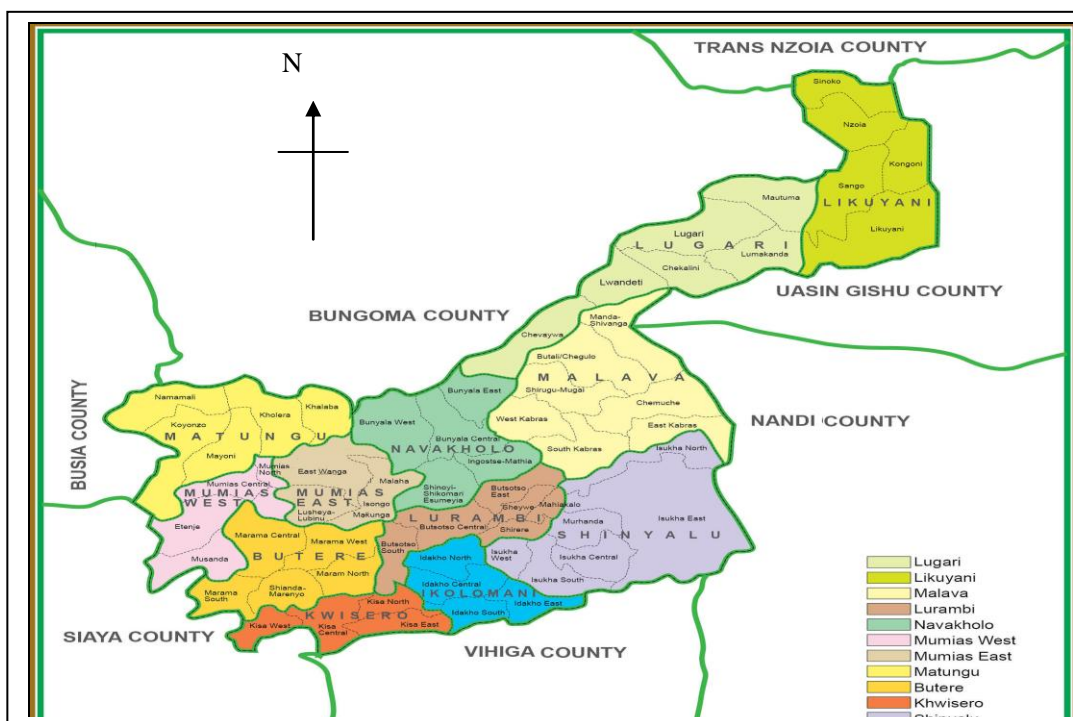 TRANS NZOIA COUNTY
N
Sinoko
Nzoia
Kongoni
Sango
LIKUYANI
Likuyani
Mautuma
Lugari
LUGARI
Lumakanda
Chekalini
Lwandeti
UASIN GISHU COUNTY
BUNGOMA COUNTY
Chevaywa
Manda-
Shivanga
Butali/Chegulo
MALAVA
Shirugu-Mugai
Chemuche
West Kabras
East Kabras
South Kabras
NANDI COUNTY
BUSIA COUNTY
Namamali
Kholera
Khalaba
Koyonzo
MATUNGU
Mayoni
Bunyala East
Bunyala West
Bunyala Central
NAVAKHOLO
Ingostse-Mathia
Shinoyi-
Shikomari
Esumeyia
Mumias
North
Mumias Central
MUMIAS
WEST
Etenje
Musanda
East Wanga
Malaha
MUMIAS
EAST
Isongo
Lusheya-
Lubinu
Makunga
Butsotso
East
Mahiakalo
Sheywe
LURAMBI
Butsotso Central
Shirere
Butsotso
South
Isukha North
Isukha East
Murhanda
SHINYALU
Isukha
West
Isukha Central
Isukha South
Marama Central
Marama West
BUTERE
Maram North
Marama
South
Shianda-
Marenyo
Idakho North
Idakho Central
IKOLOMANI
Idakho East
Idakho South
Kisa North
KWISERO
Kisa West
Kisa
Central
Kisa East
SIAYA COUNTY
VIHIGA COUNTY
Lugari
Likuyani
Malava
Lurambi
Navakholo
Mumias West
Mumias East
Matungu
Butere
Khwisero